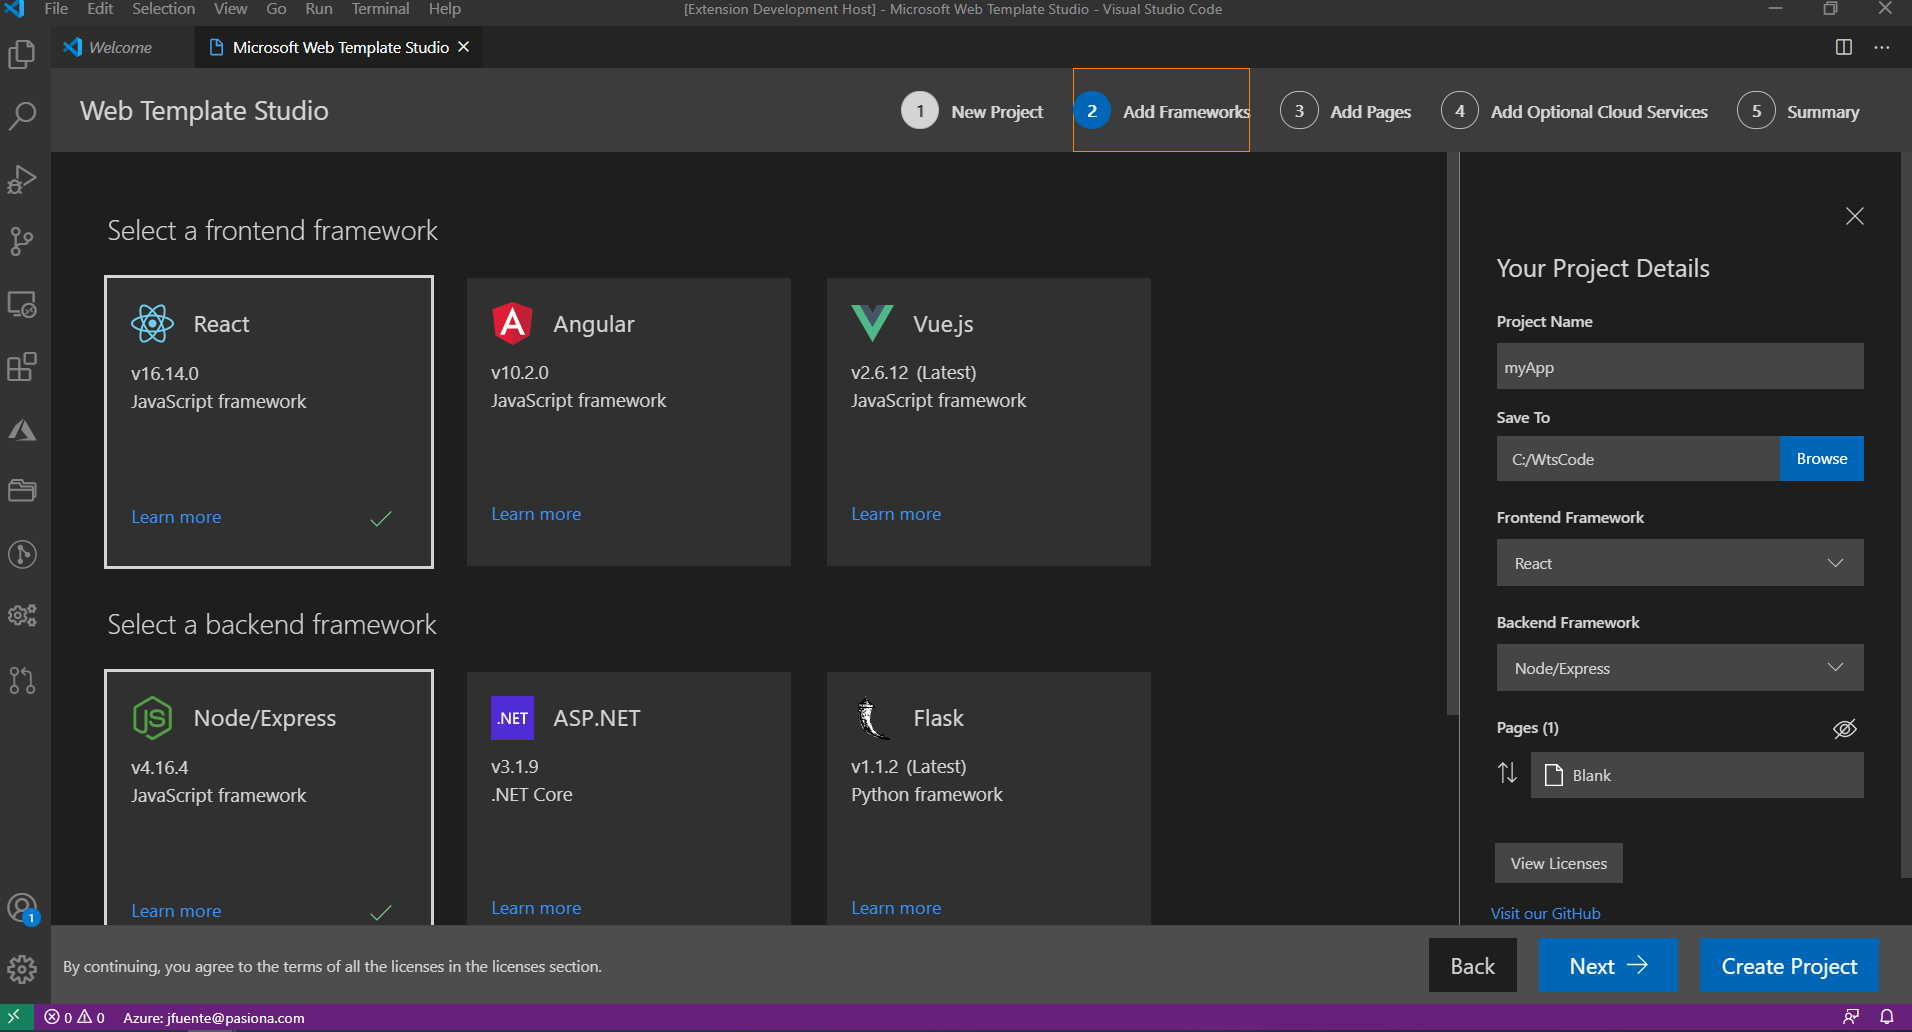 File Edit Selection View Go Run Terminal Help
[Extension Development Host] - Microsoft Web Template Studio - Visual Studio Code
Welcome
Microsoft Web Template Studio
Web Template Studio
1 New Project
2 Add Frameworks
3 Add Pages
4 Add Optional Cloud Services
5 Summary
Select a frontend framework
React
v16.14.0
JavaScript framework
Learn more
Angular
v10.2.0
JavaScript framework
Learn more
Vue.js
v2.6.12 (Latest)
JavaScript framework
Learn more
Select a backend framework
JS
Node/Express
v4.16.4
JavaScript framework
Learn more
.NET
ASP.NET
v3.1.9
.NET Core
Learn more
Flask
v1.1.2 (Latest)
Python framework
Learn more
Your Project Details
Project Name
myApp
Save To
C:/WtsCode
Browse
Frontend Framework
React
Backend Framework
Node/Express
Pages (1)
Blank
View Licenses
Visit our GitHub
1
By continuing, you agree to the terms of all the licenses in the licenses section.
Back
Next
Create Project
0 0 Azure: jfuente@pasiona.com